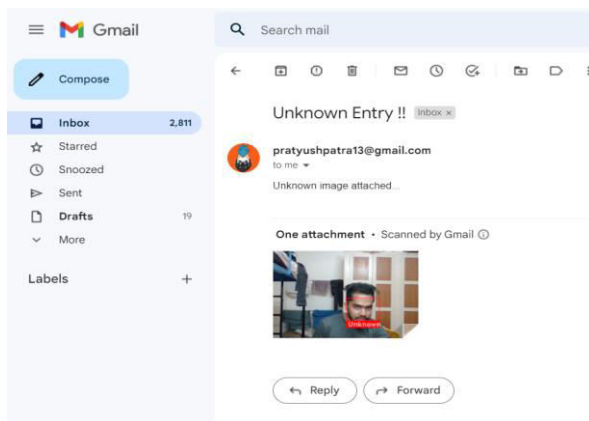 Gmail
Search mail
Compose
Unknown Entry !! Inbox ×
Inbox 2,811
pratyushpatra13@gmail.com
Starred
to me
Snoozed
Unknown image attached...
Sent
Drafts 19
One attachment • Scanned by Gmail
More
Labels +
Unknown
Reply Forward